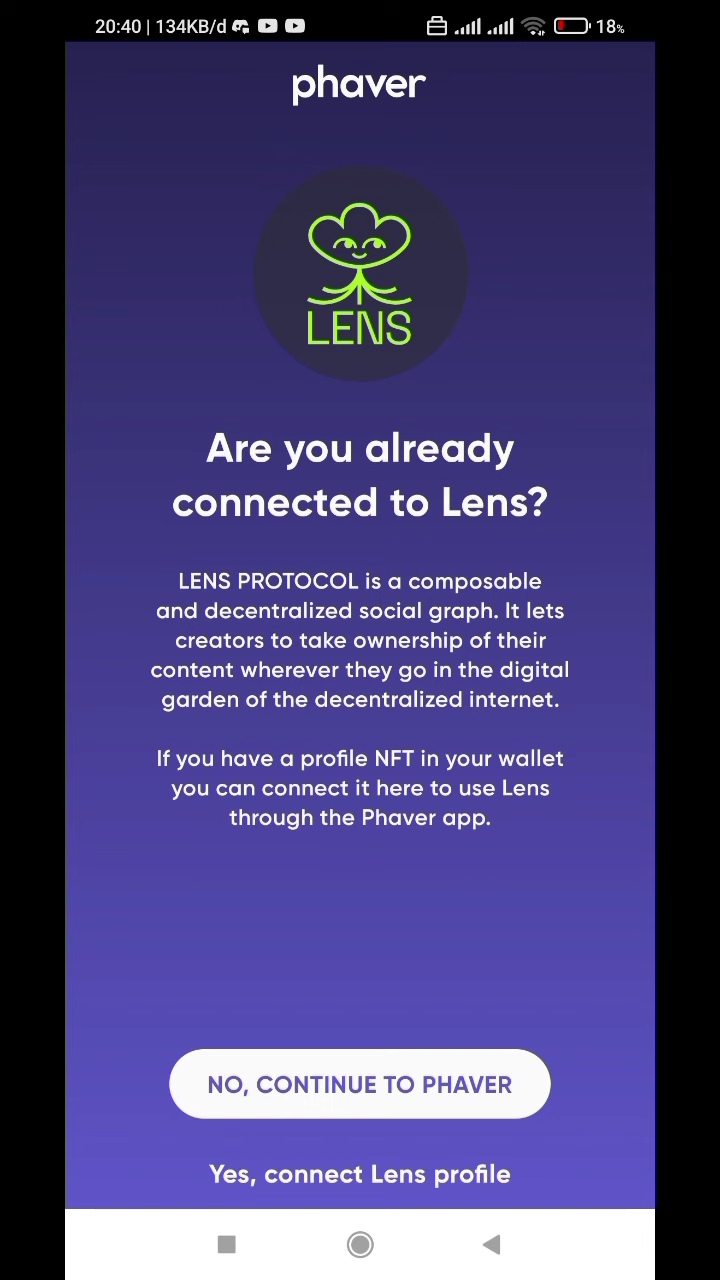 20:40 | 134KB/d 18%
phaver
LENS
Are you already
connected to Lens?
LENS PROTOCOL is a composable
and decentralized social graph. It lets
creators to take ownership of their
content wherever they go in the digital
garden of the decentralized internet.
If you have a profile NFT in your wallet
you can connect it here to use Lens
through the Phaver app.
NO, CONTINUE TO PHAVER
Yes, connect Lens profile